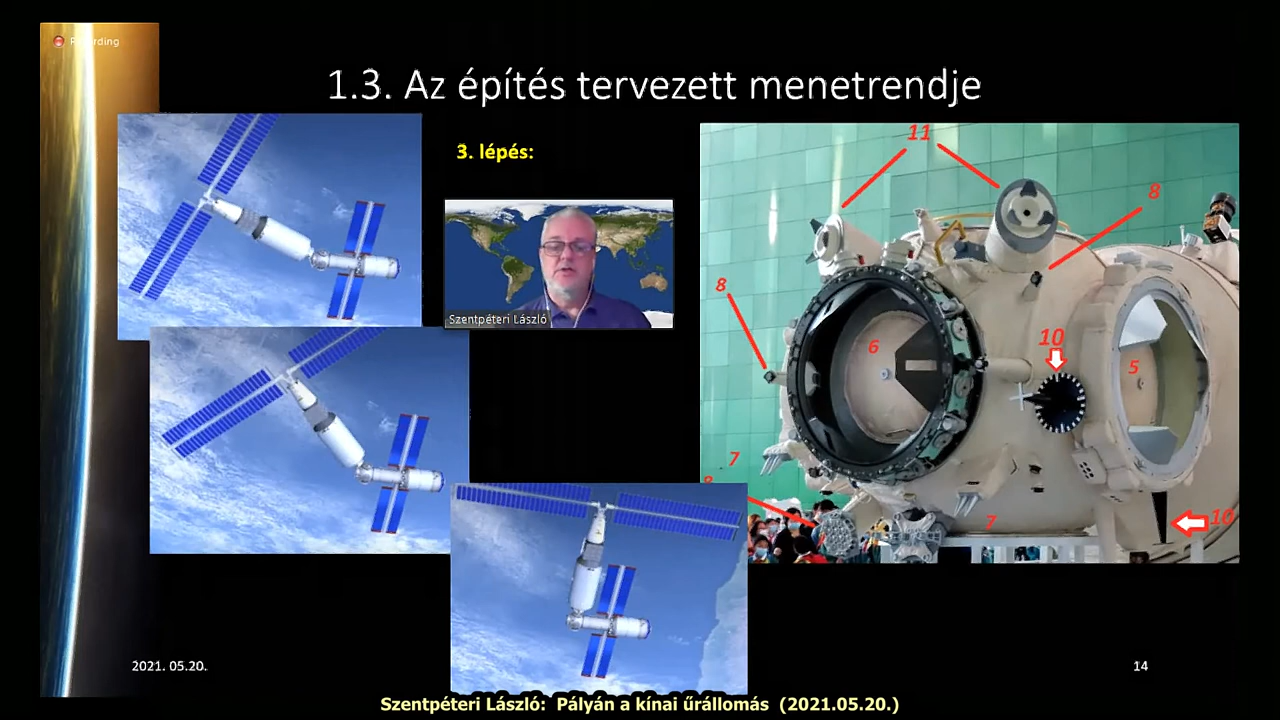 Recording
1.3. Az építés tervezett menetrendje
3. lépés:
Szentpéteri László
11
8
8
6
10
5
7
8
7
10
2021. 05.20.
14
Szentpéteri László: Pályán a kínai űrállomás (2021.05.20.)